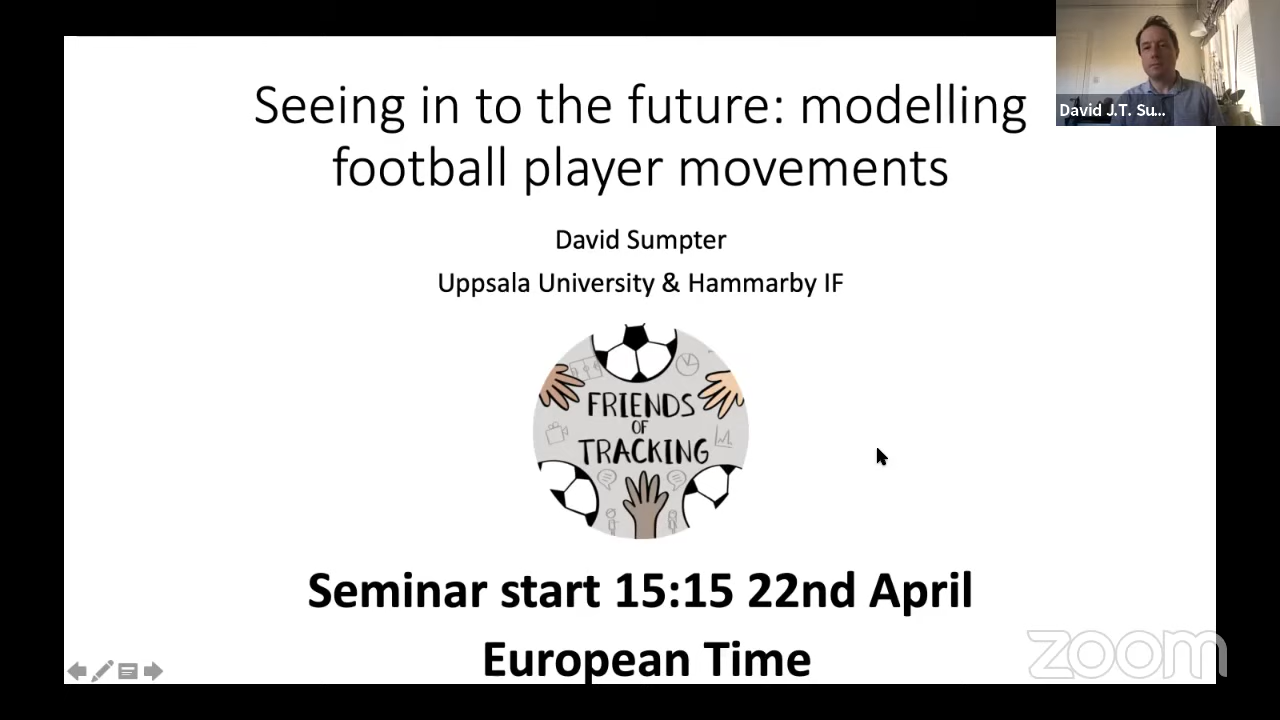 Seeing in to the future: modelling
football player movements
David J.T. Su...
David Sumpter
Uppsala University & Hammarby IF
FRIENDS
OF
TRACKING
Seminar start 15:15 22nd April
European Time
zoom